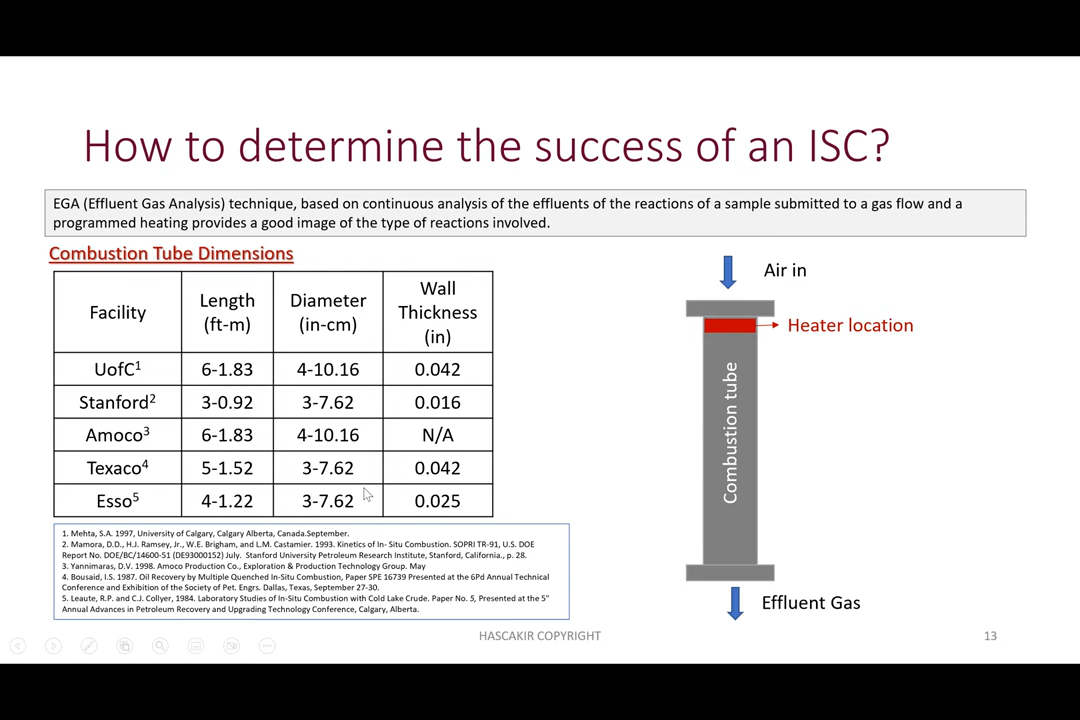 How to determine the success of an ISC?
EGA (Effluent Gas Analysis) technique, based on continuous analysis of the effluents of the reactions of a sample submitted to a gas flow and a
programmed heating provides a good image of the type of reactions involved.
Combustion Tube Dimensions
Facility Length (ft-m) Diameter (in-cm) Wall Thickness (in)
UofC1 6-1.83 4-10.16 0.042
Stanford2 3-0.92 3-7.62 0.016
Amoco3 6-1.83 4-10.16 N/A
Texaco4 5-1.52 3-7.62 0.042
Esso5 4-1.22 3-7.62 0.025
1. Mehta, S.A. 1997, University of Calgary, Calgary Alberta, Canada.September.
2. Mamora, D.D., H.J. Ramsey, Jr., W.E. Brigham, and L.M. Castamier. 1993. Kinetics of In- Situ Combustion. SOPRI TR-91, U.S. DOE
Report No. DOE/BC/14600-51 (DE93000152) July. Stanford University Petroleum Research Institute, Stanford, California., p. 28.
3. Yannimaras, D.V. 1998. Amoco Production Co., Exploration & Production Technology Group. May
4. Bousaid, I.S. 1987. Oil Recovery by Multiple Quenched In-Situ Combustion, Paper SPE 16739 Presented at the 6Pd Annual Technical
Conference and Exhibition of the Society of Pet. Engrs. Dallas, Texas, September 27-30.
5. Leaute, R.P. and C.J. Collyer, 1984. Laboratory Studies of In-Situ Combustion with Cold Lake Crude. Paper No. 5, Presented at the 5"
Annual Advances in Petroleum Recovery and Upgrading Technology Conference, Calgary, Alberta.
Air in
Heater location
Combustion tube
Effluent Gas
HASCAKIR COPYRIGHT
13